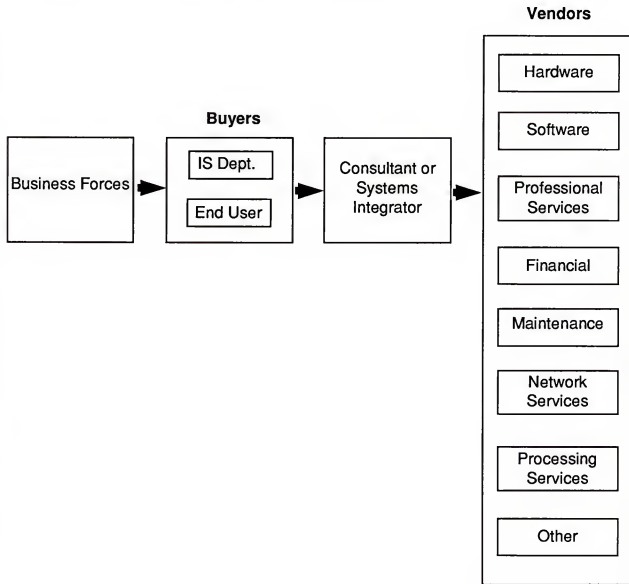 Vendors
Hardware
Buyers
Software
IS Dept.
Business Forces
Consultant or
Systems
Integrator
Professional
Services
End User
Financial
Maintenance
Network
Services
Processing
Services
Other